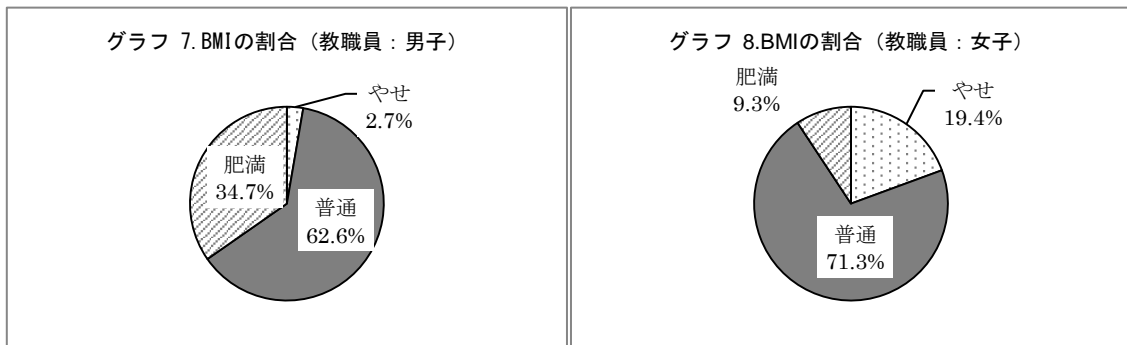 グラフ 7.BMIの割合（教職員：男子）
やせ
2.7%
肥満
34.7%
普通
62.6%
グラフ 8.BMIの割合（教職員：女子）
肥満
9.3%
やせ
19.4%
普通
71.3%